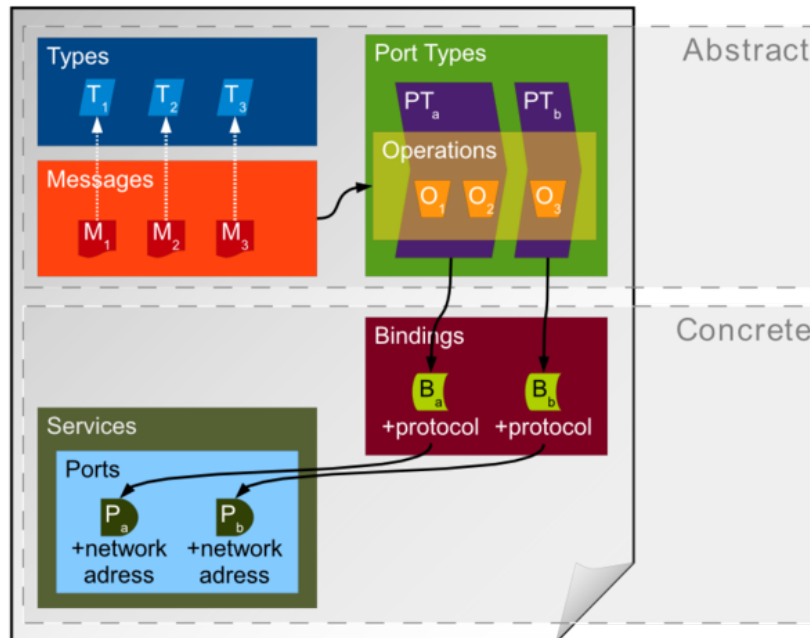 Abstract
Types
T1 T2 T3
Messages
M1 M2 M3
Port Types
PTa PTb
Operations
O1 O2 O3
Concrete
Bindings
Ba Bb
+protocol +protocol
Services
Ports
Pa Pb
+network +network
adress adress